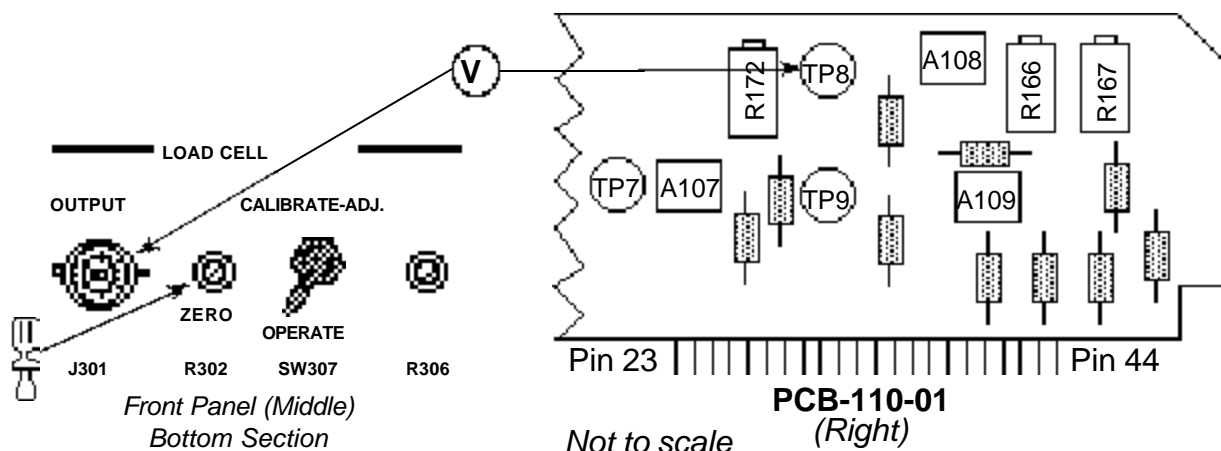 V
LOAD CELL
OUTPUT
CALIBRATE-ADJ.
ZERO
OPERATE
J301
R302
SW307
R306
Front Panel (Middle)
Bottom Section
R172
TP8
A108
R166
R167
TP7
A107
TP9
A109
Pin 23
Pin 44
PCB-110-01
(Right)
Not to scale